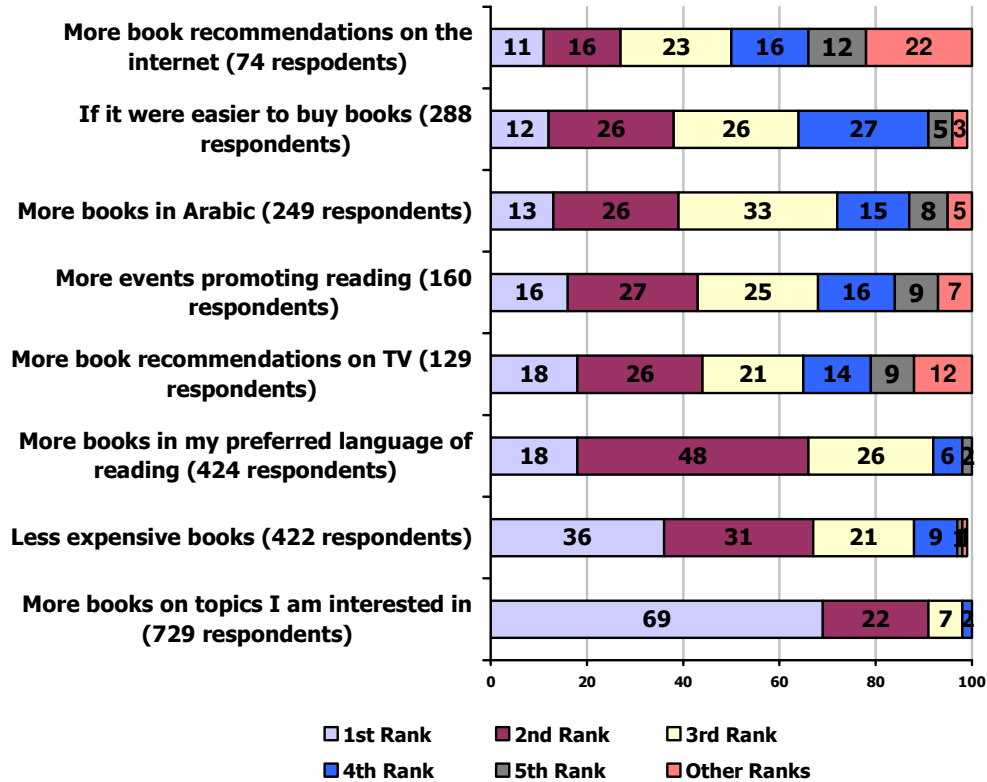 More book recommendations on the
internet (74 respodents)
11 16 23 16 12 22
If it were easier to buy books (288
respondents)
12 26 26 27 5 3
More books in Arabic (249 respondents)
13 26 33 15 8 5
More events promoting reading (160
respondents)
16 27 25 16 9 7
More book recommendations on TV (129
respondents)
18 26 21 14 9 12
More books in my preferred language of
reading (424 respondents)
18 48 26 6 2
Less expensive books (422 respondents)
36 31 21 9 1 1
More books on topics I am interested in
(729 respondents)
69 22 7 2
0 20 40 60 80 100
1st Rank 2nd Rank 3rd Rank
4th Rank 5th Rank Other Ranks